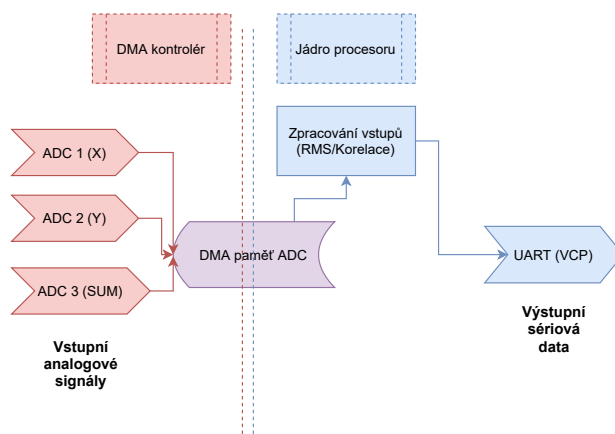 DMA kontrolér
Jádro procesoru
ADC 1 (X)
Zpracování vstupů
(RMS/Korelace)
ADC 2 (Y)
DMA paměť ADC
UART (VCP)
ADC 3 (SUM)
Vstupní
analogové
signály
Výstupní
sériová
data